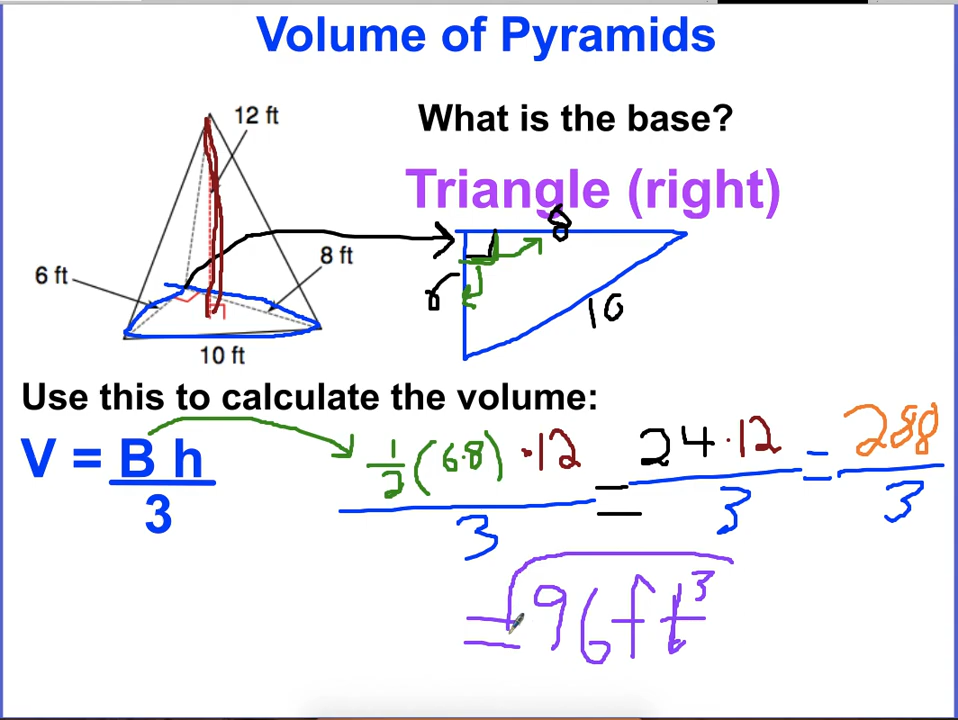 Volume of Pyramids
12 ft
What is the base?
Triangle (right)
8
8 ft
6 ft
6
10
10 ft
Use this to calculate the volume:
V = B h / 3
1/2 (6·8) ·12 / 3 = 24 ·12 / 3 = 288 / 3
= 96 ft³